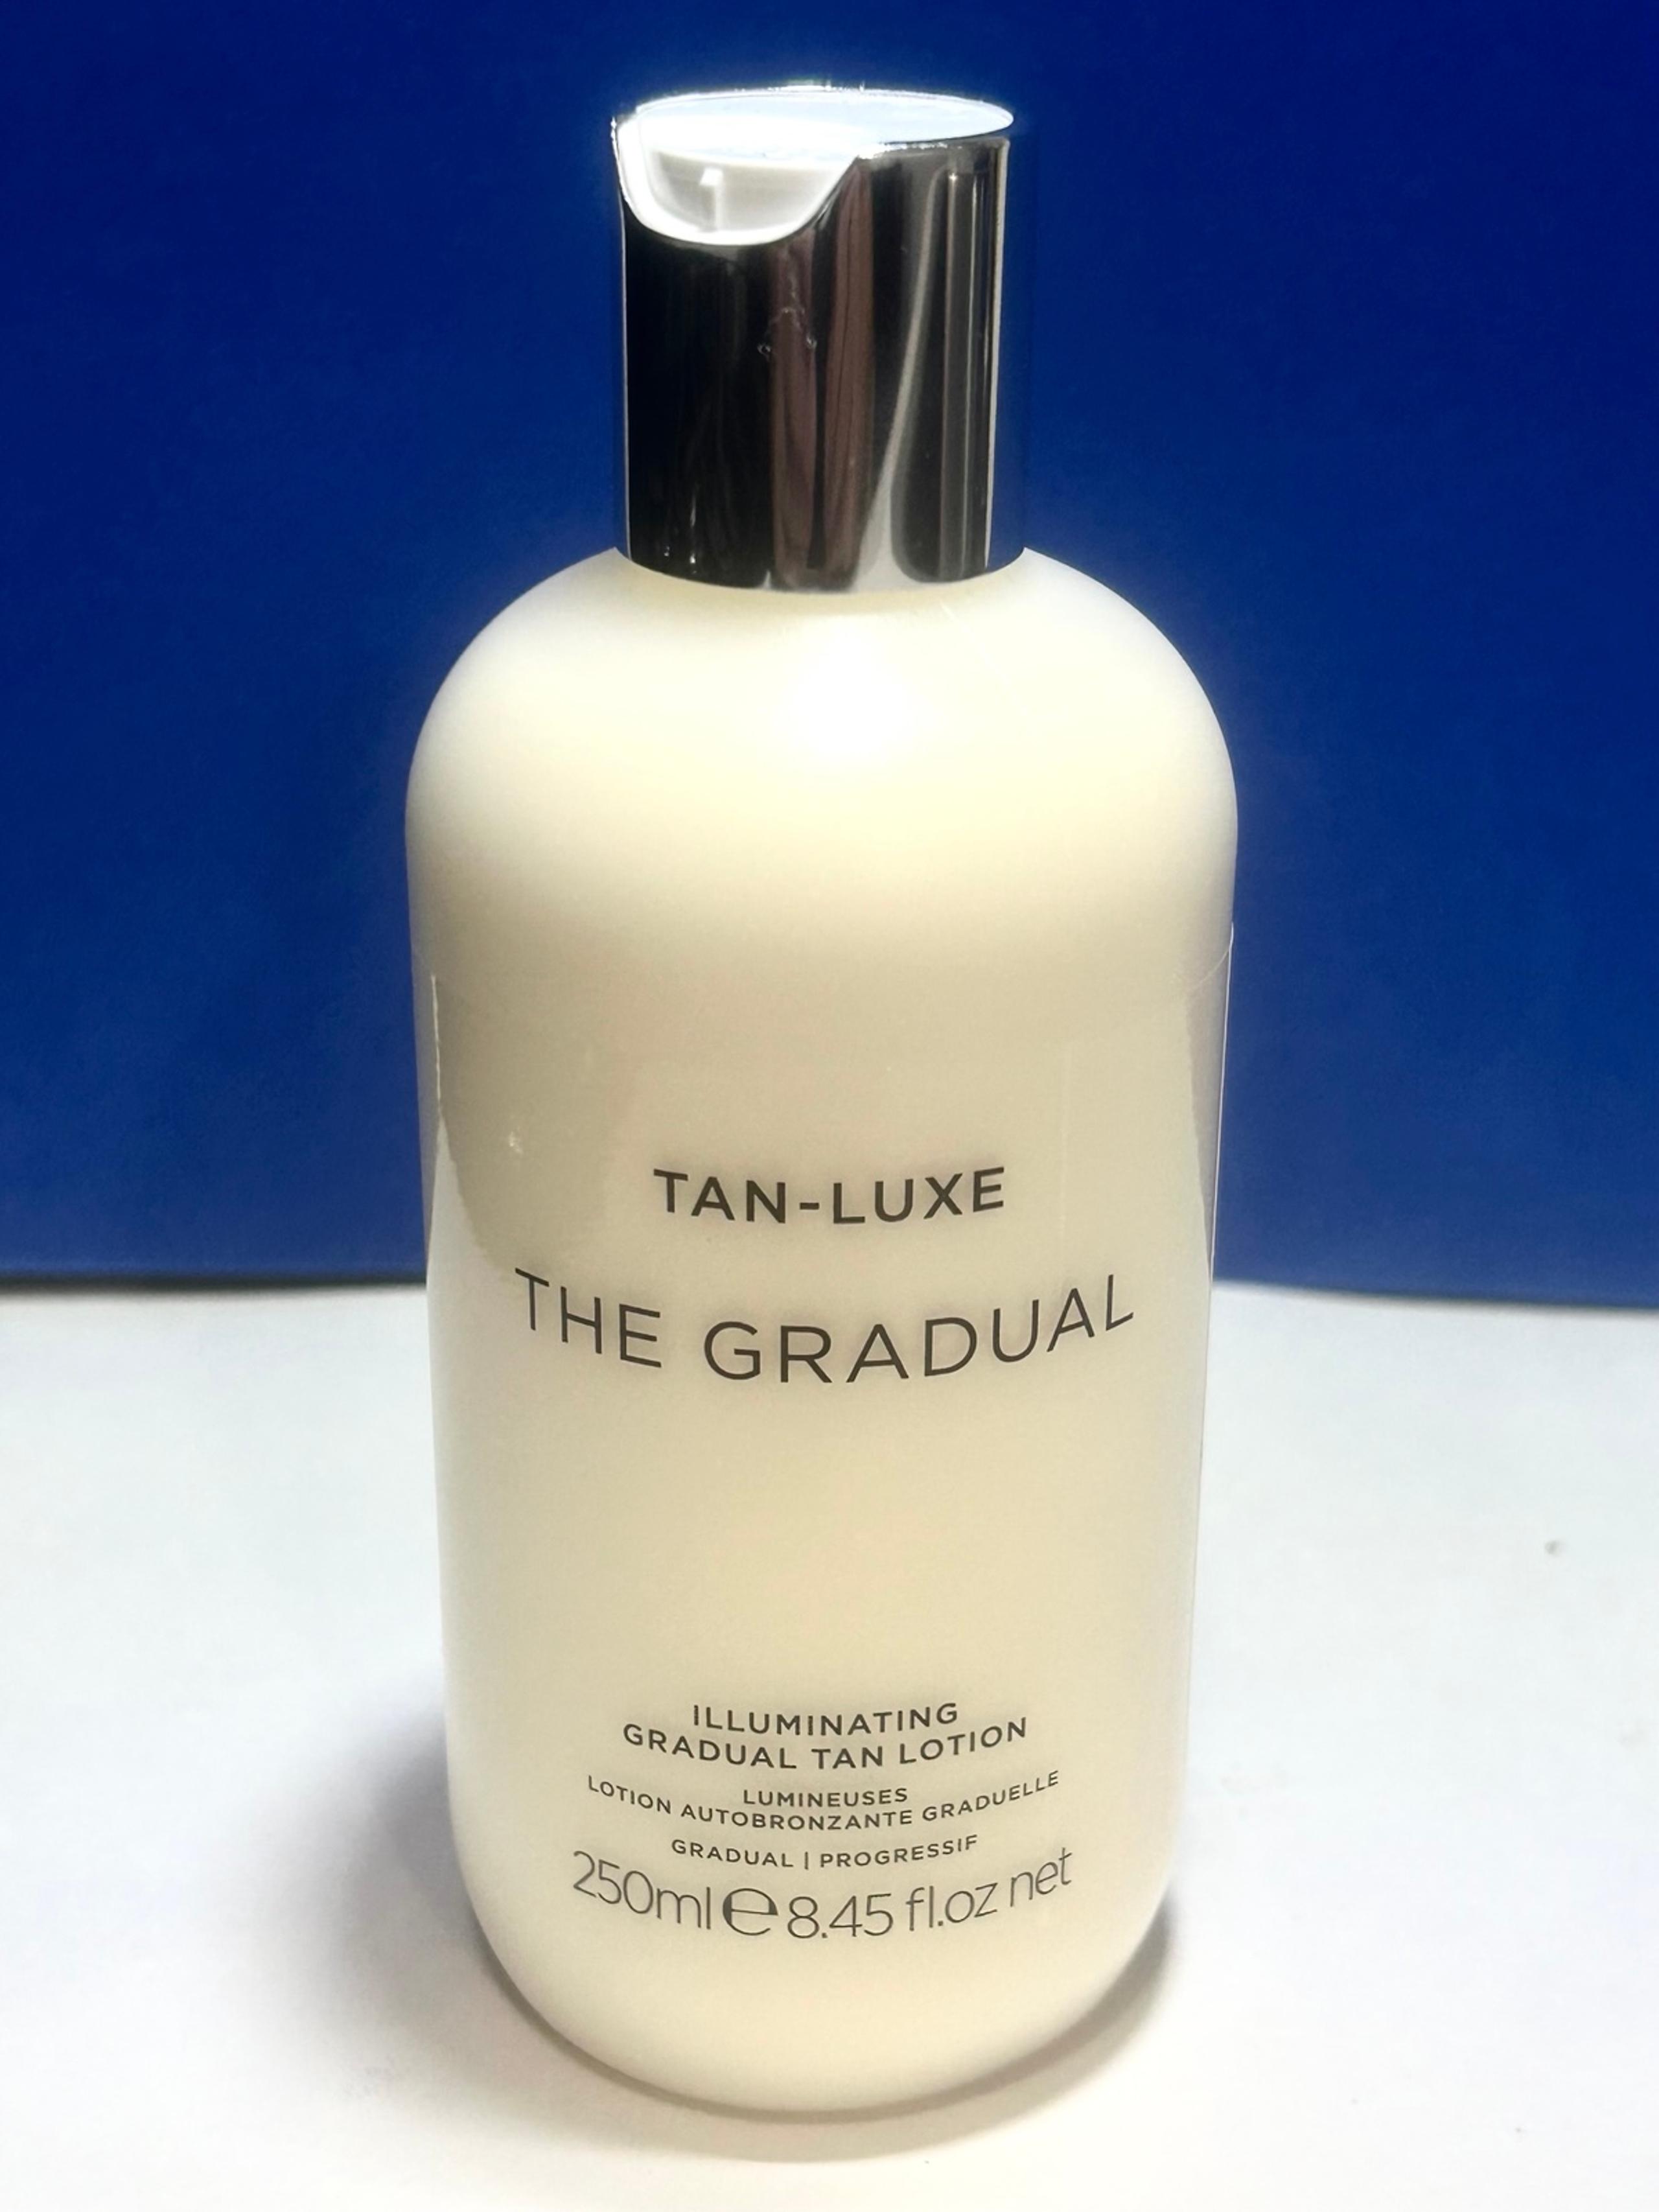 TAN-LUXE
THE GRADUAL
ILLUMINATING
GRADUAL TAN LOTION
LUMINEUSES
LOTION AUTOBRONZANTE GRADUELLE
GRADUAL | PROGRESSIF
250ml e 8.45 fl.oz net